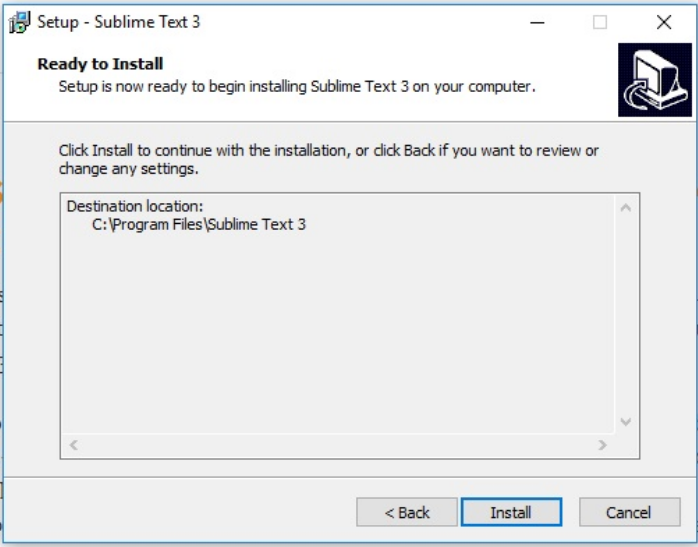 Setup - Sublime Text 3
Ready to Install
Setup is now ready to begin installing Sublime Text 3 on your computer.
Click Install to continue with the installation, or click Back if you want to review or
change any settings.
Destination location:
C:\Program Files\Sublime Text 3
< Back
Install
Cancel